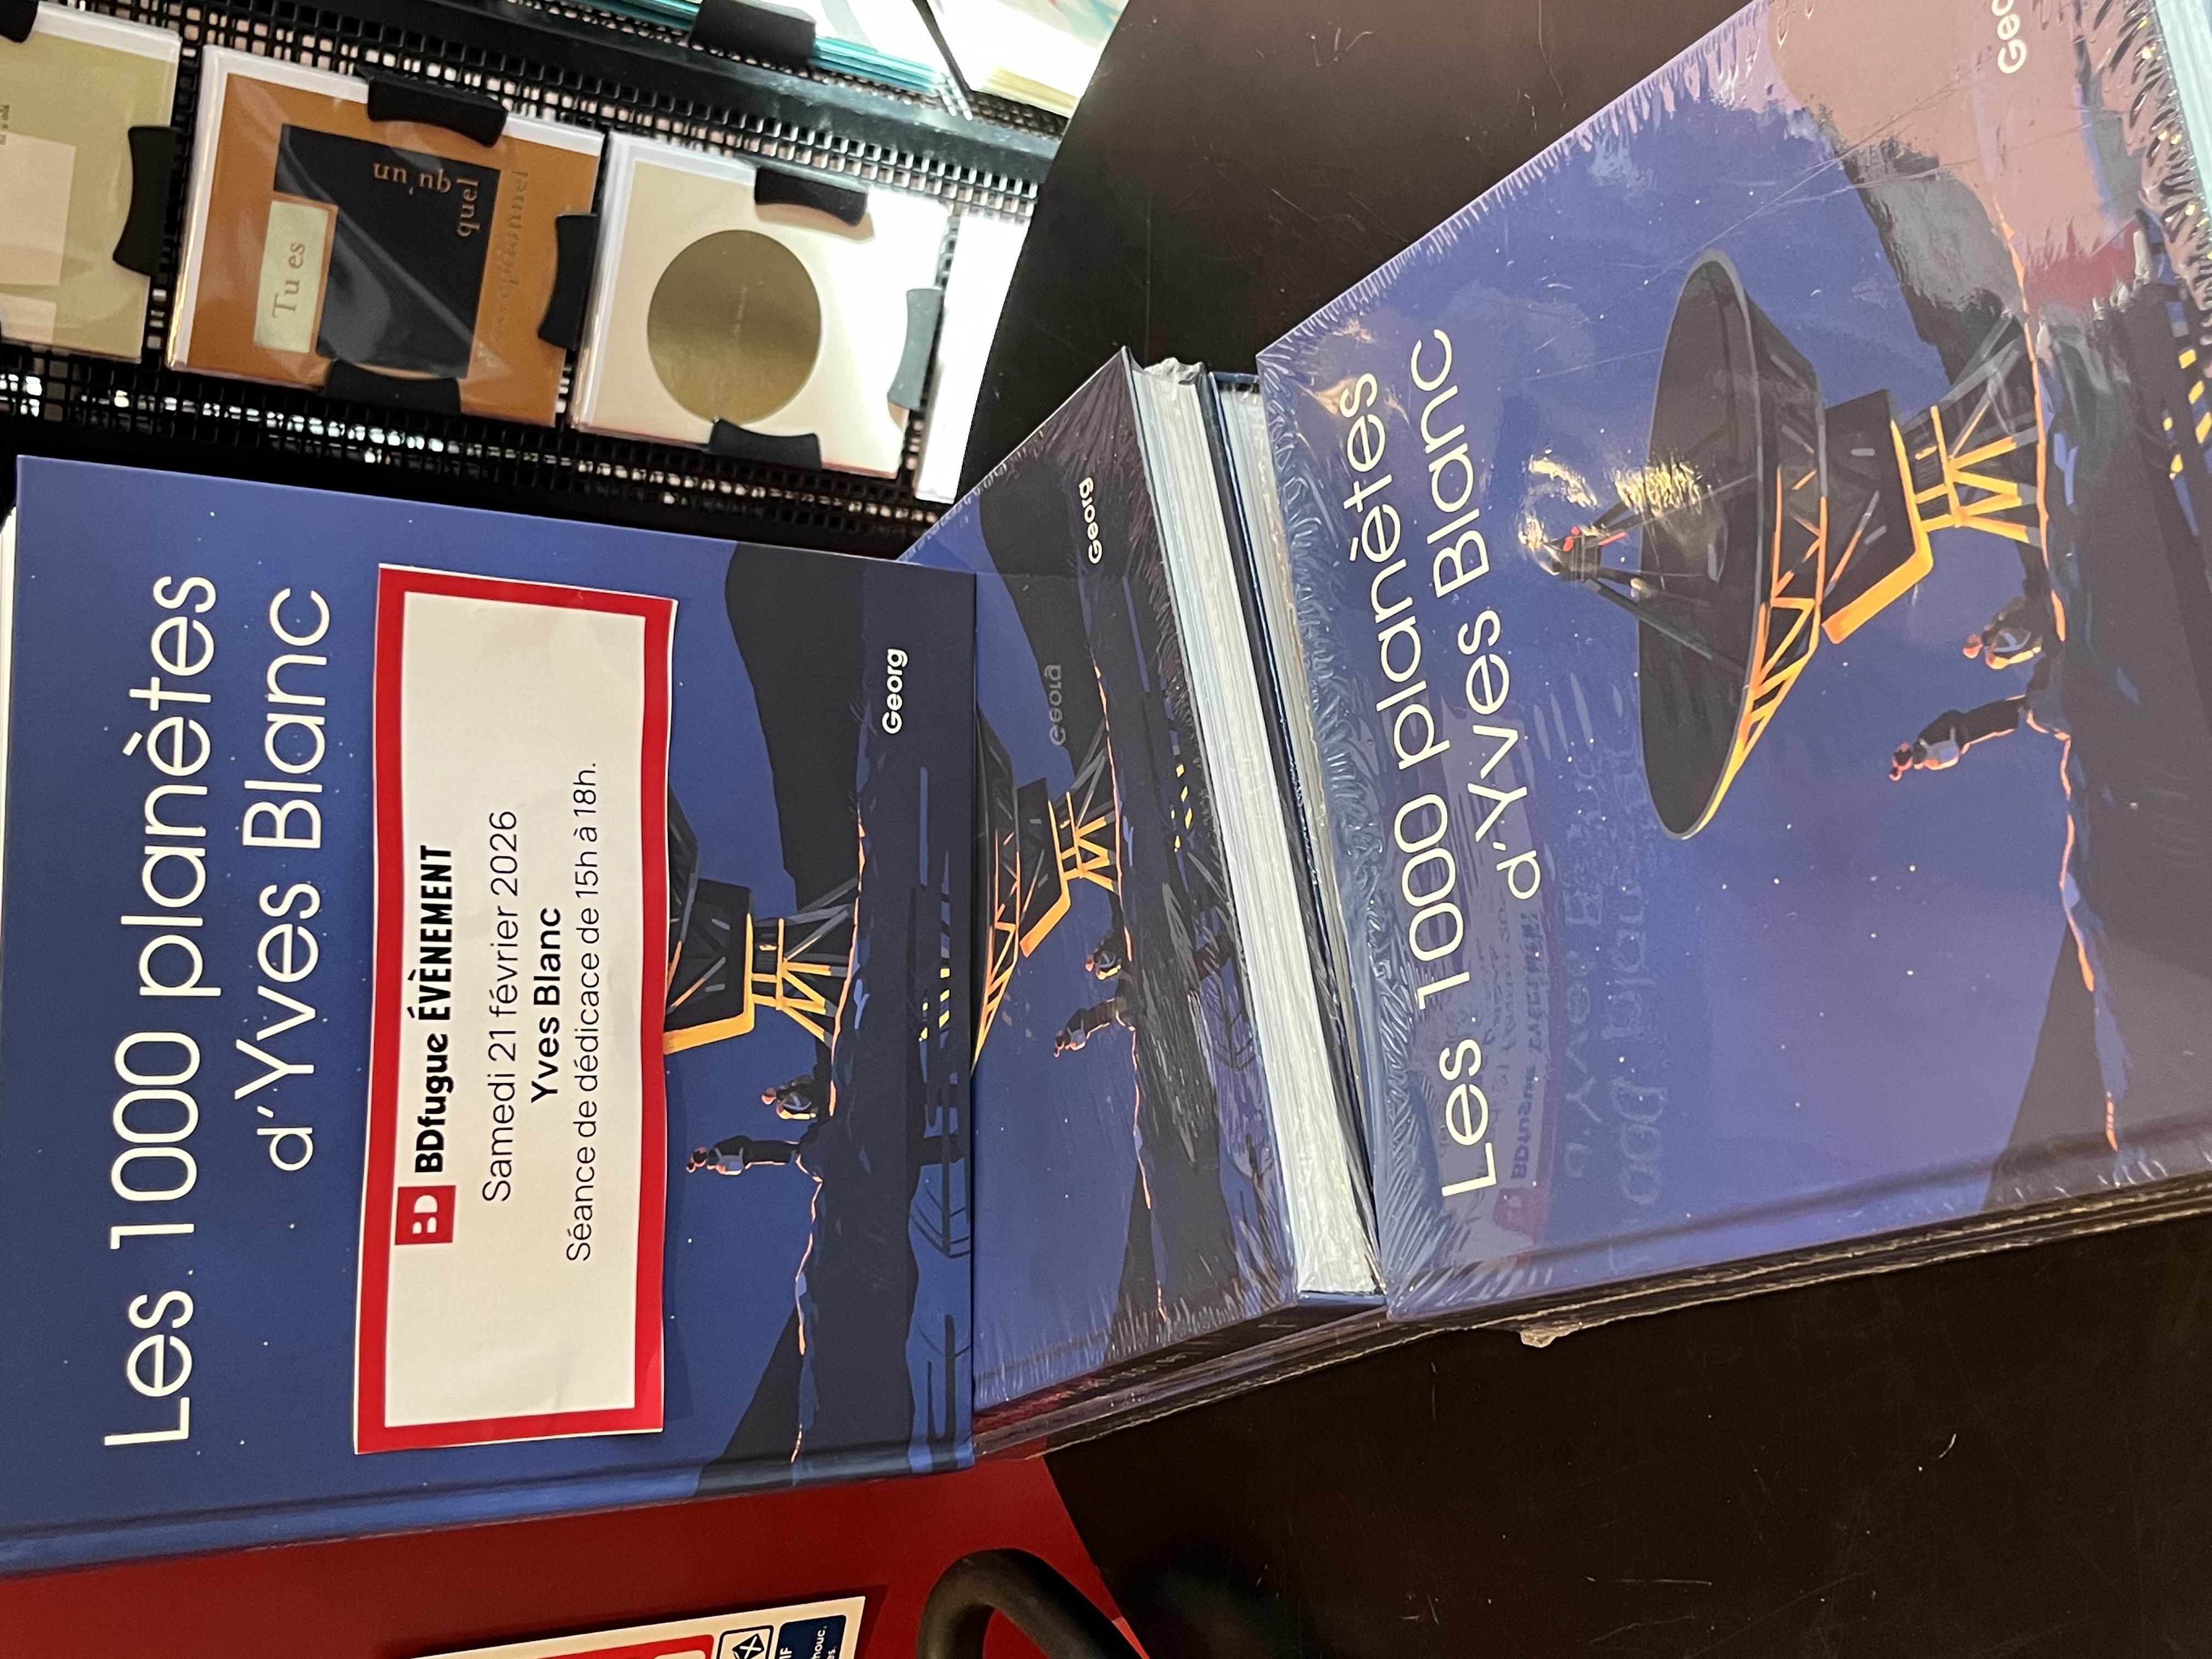 Les 1000 planètes
d'Yves Blanc
BDfugue ÉVÈNEMENT
Samedi 21 février 2026
Yves Blanc
Séance de dédicace de 15h à 18h.
Georg
Georg
Les 1000 planètes
d'Yves Blanc
Tu es
quel
qu'un